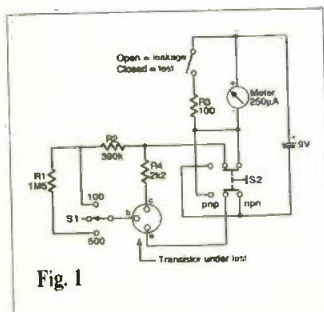 Open = leakage
Closed = test
Meter
250µA
R3
100
9V
R2
390k
R1
1M5
R4
2k2
100
S1
500
c
b
e
pnp
npn
S2
Transistor under test
Fig. 1